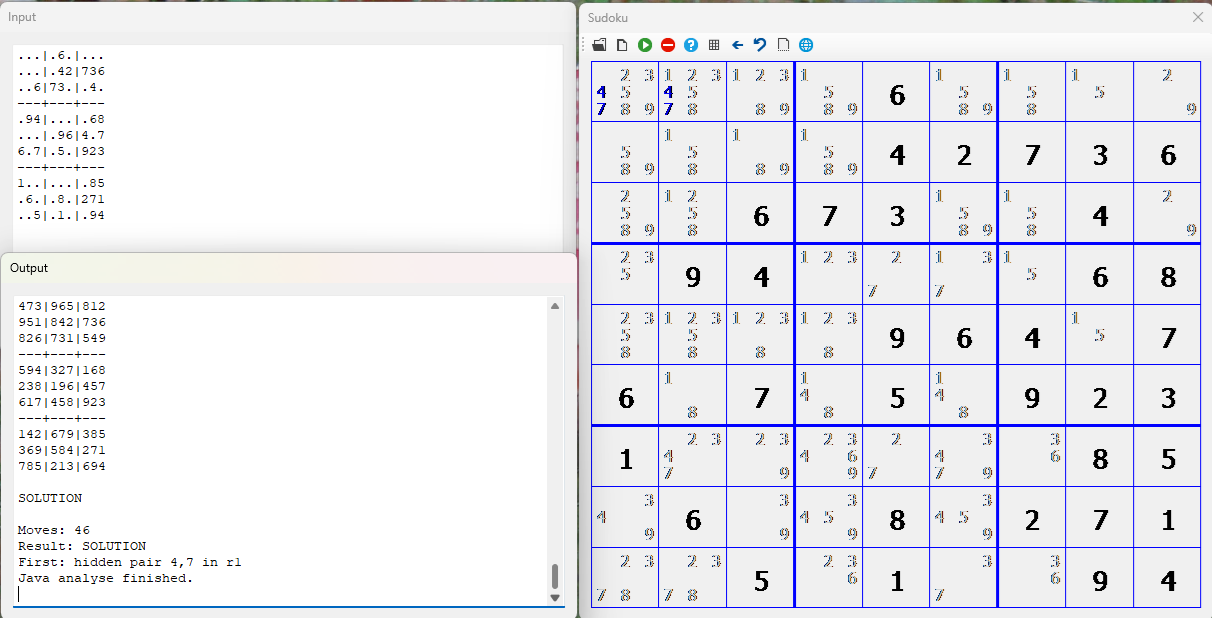 Input
...|.6.|...
...|.42|736
..6|73.|.4.
---+---+---
.94|...|.68
...|.96|4.7
6.7|.5.|923
---+---+---
1..|...|.85
.6.|.8.|271
..5|.1.|.94
Output
473|965|812
951|842|736
826|731|549
---+---+---
594|327|168
238|196|457
617|458|923
---+---+---
142|679|385
369|584|271
785|213|694
SOLUTION
Moves: 46
Result: SOLUTION
First: hidden pair 4,7 in r1
Java analyse finished.
Sudoku
2 3 1 2 3 1 2 3 1 1 1 1 2
4 5 4 5 5 6 5 5 5
7 8 9 7 8 8 9 8 9 8 9 8 9
1 1 1
5 5 5 4 2 7 3 6
8 9 8 8 9 8 9
2 1 2 1 1 2
5 5 6 7 3 5 5 4
8 9 8 8 9 8 9
2 3 1 2 3 2 1 3 1
5 9 4 5 6 8
7 7
2 3 1 2 3 1 2 3 1 2 3 1
5 5 9 6 4 5 7
8 8 8 8
1 1 1
6 7 4 5 4 9 2 3
8 8 8
2 3 2 3 2 3 2 3 3
1 4 4 6 4 6 8 5
7 9 9 7 7 9
3 3 3 3
4 6 4 5 8 4 5 2 7 1
9 9 9 9
2 3 2 3 2 3 3 3
5 6 1 6 9 4
7 8 7 8 7